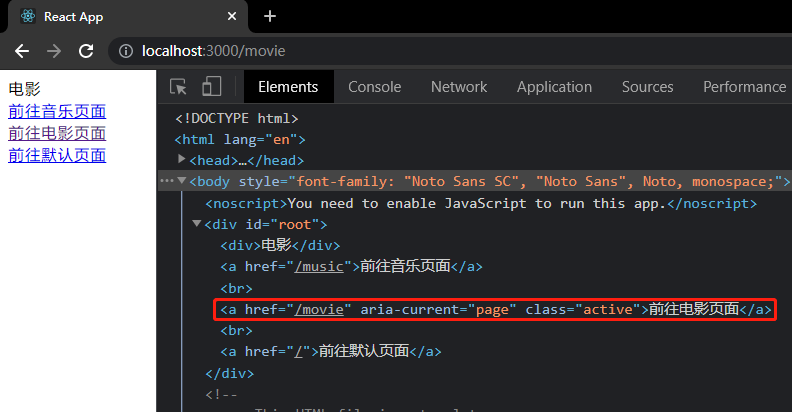 React App
localhost:3000/movie
电影
前往音乐页面
前往电影页面
前往默认页面
Elements Console Network Application Sources Performance
<!DOCTYPE html>
<html lang="en">
<head>…</head>
<body style="font-family: "Noto Sans SC", "Noto Sans", Noto, monospace;">
<noscript>You need to enable JavaScript to run this app.</noscript>
<div id="root">
<div>电影</div>
<a href="/music">前往音乐页面</a>
<br>
<a href="/movie" aria-current="page" class="active">前往电影页面</a>
<br>
<a href="/">前往默认页面</a>
</div>
<!--
This HTML file is a template